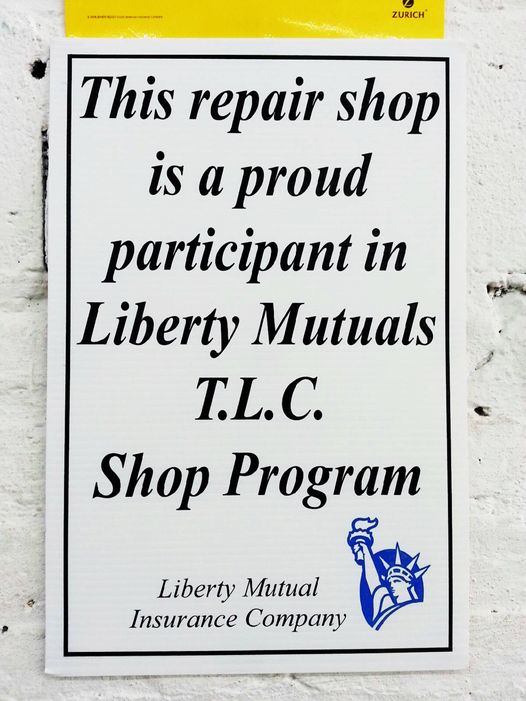 ZURICH
This repair shop
is a proud
participant in
Liberty Mutuals
T.L.C.
Shop Program
Liberty Mutual
Insurance Company